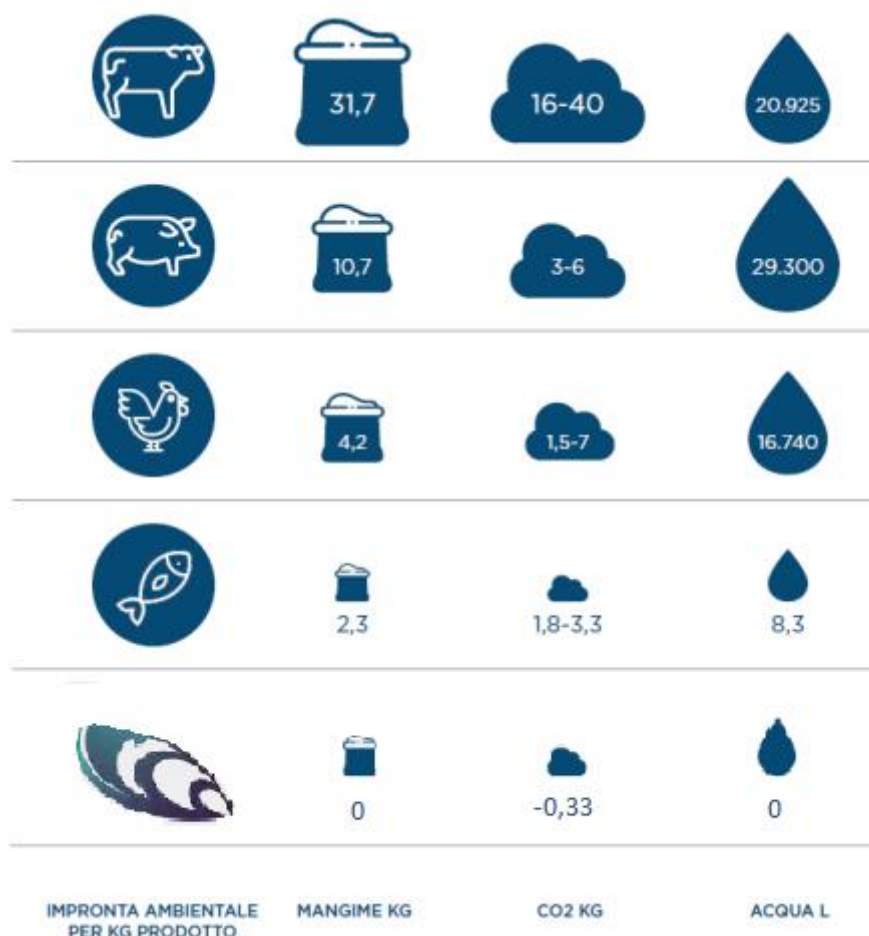 31,7 16-40 20.925
10,7 3-6 29.300
4,2 1,5-7 16.740
2,3 1,8-3,3 8,3
0 -0,33 0
IMPRONTA AMBIENTALE MANGIME KG CO2 KG ACQUA L
PER KG PRODOTTO